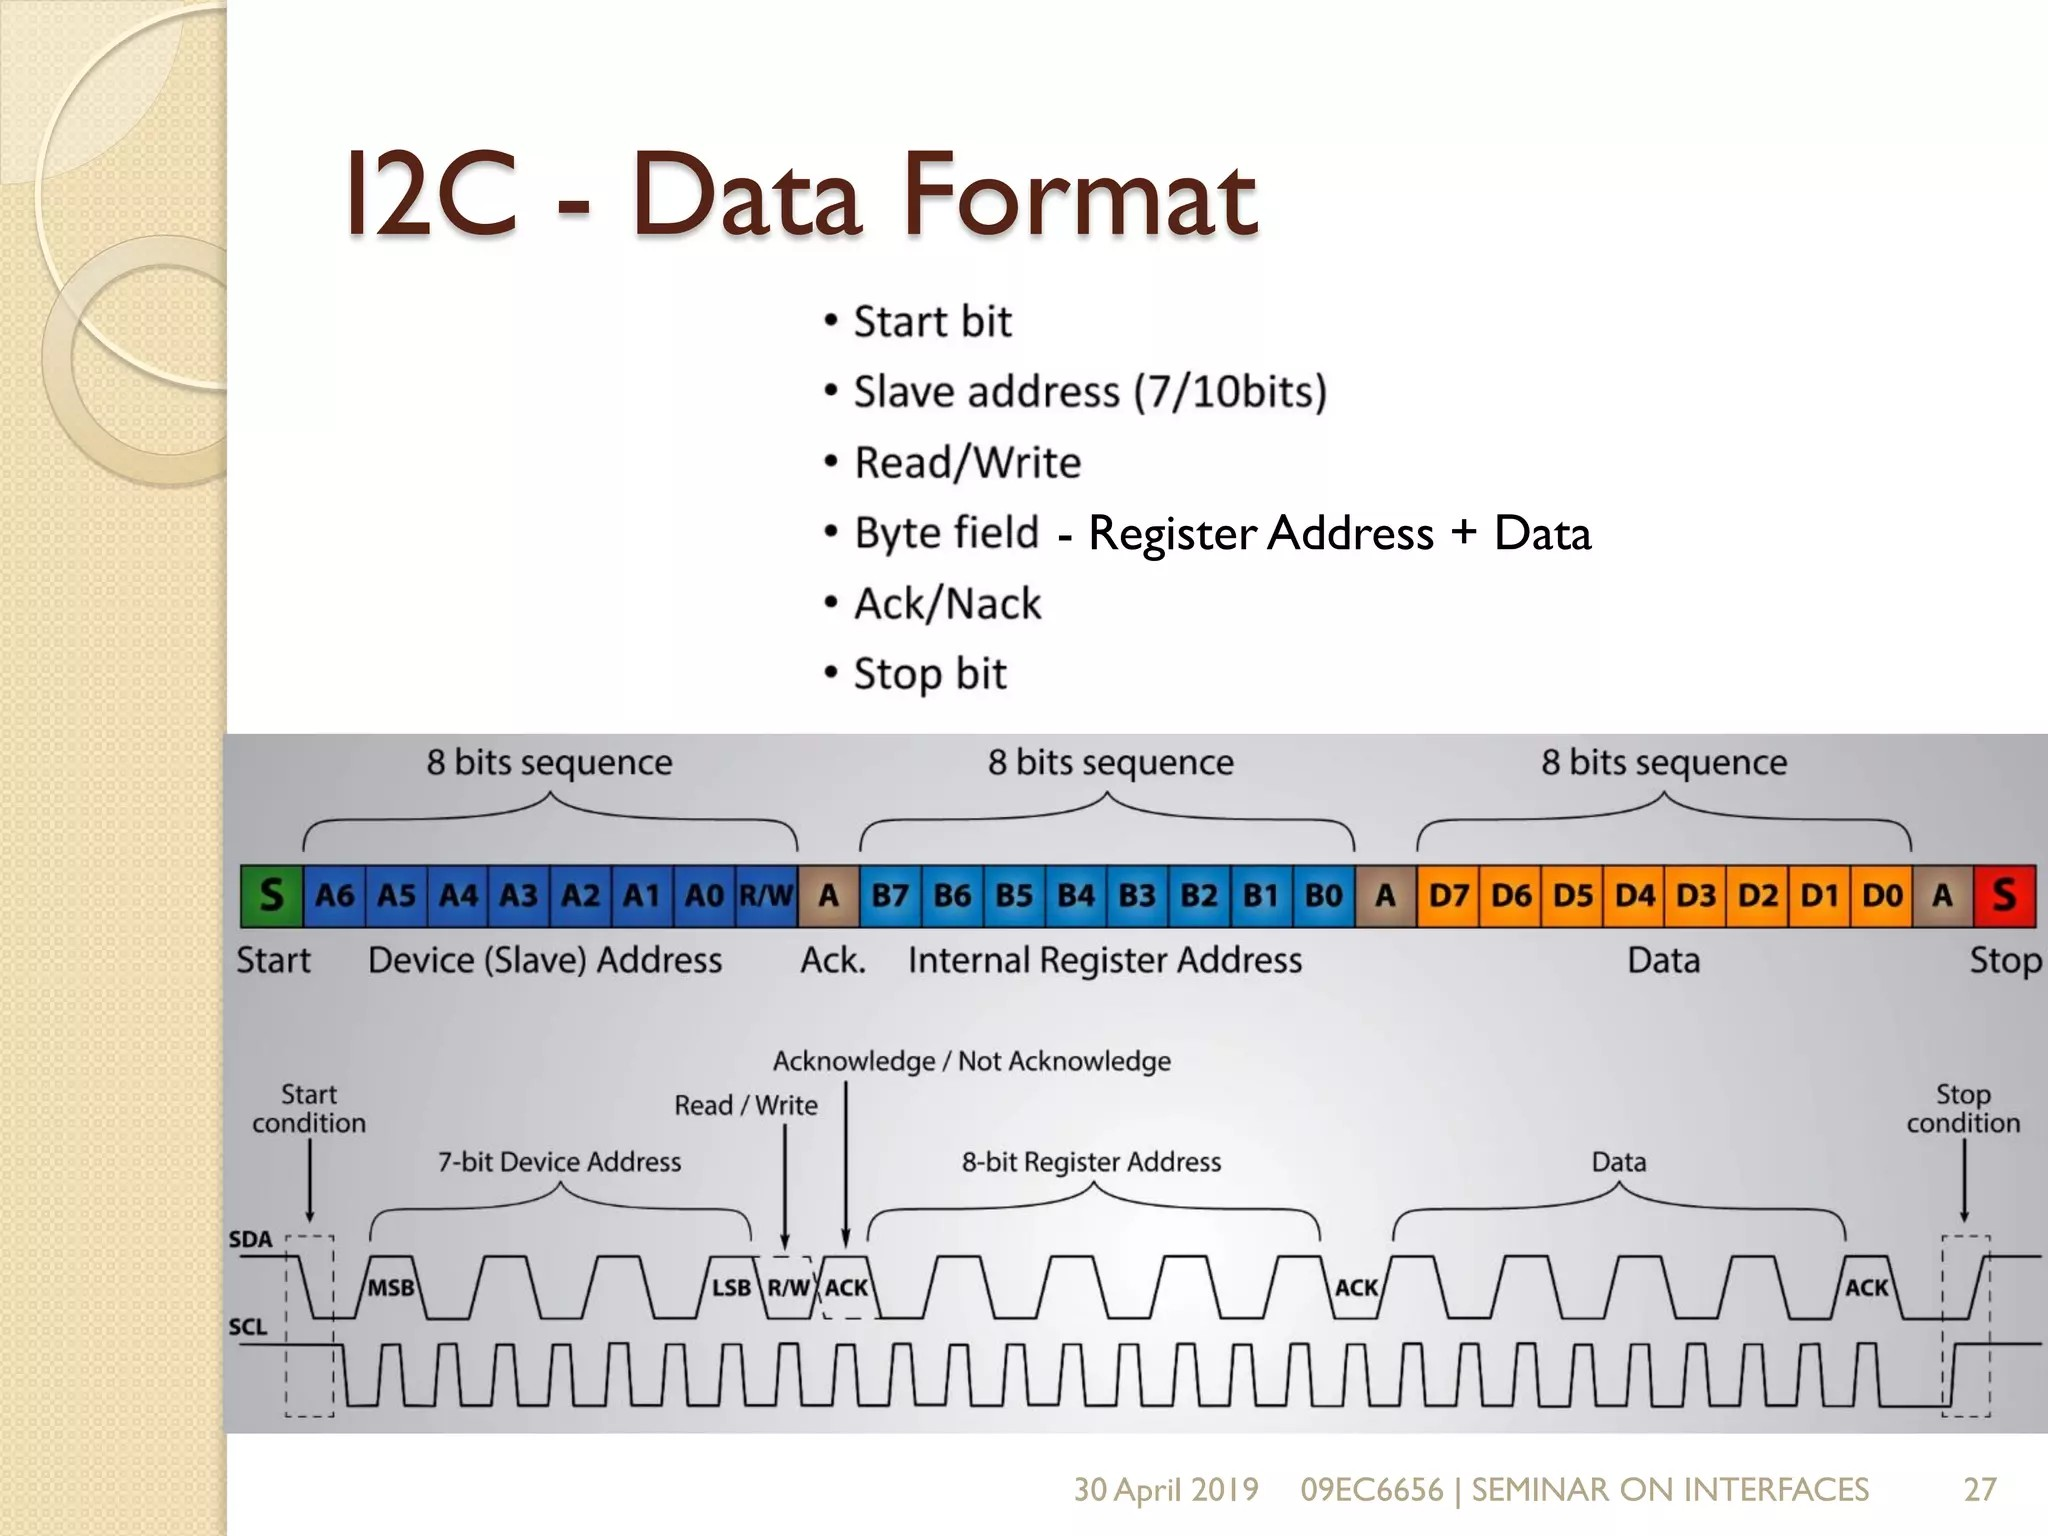 I2C - Data Format
• Start bit
• Slave address (7/10bits)
• Read/Write
• Byte field - Register Address + Data
• Ack/Nack
• Stop bit
8 bits sequence 8 bits sequence 8 bits sequence
S A6 A5 A4 A3 A2 A1 A0 R/W A B7 B6 B5 B4 B3 B2 B1 B0 A D7 D6 D5 D4 D3 D2 D1 D0 A S
Start Device (Slave) Address Ack. Internal Register Address Data Stop
Acknowledge / Not Acknowledge
Start condition
Read / Write
Stop condition
7-bit Device Address 8-bit Register Address Data
SDA
MSB LSB R/W ACK ACK ACK
SCL
30 April 2019 09EC6656 | SEMINAR ON INTERFACES 27